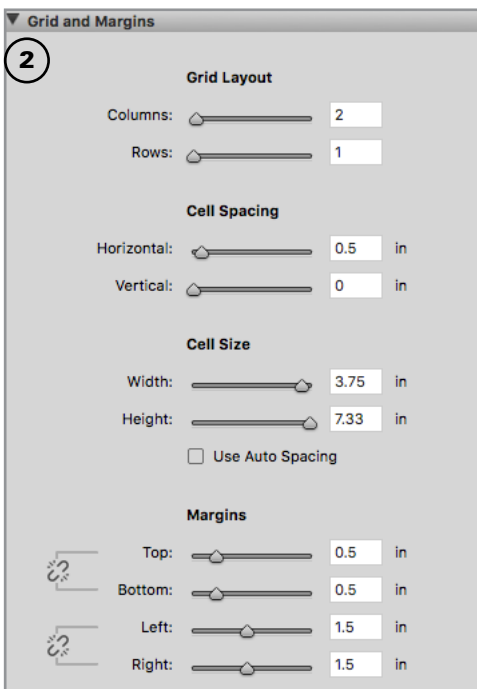 Grid and Margins
2
Grid Layout
Columns: 2
Rows: 1
Cell Spacing
Horizontal: 0.5 in
Vertical: 0 in
Cell Size
Width: 3.75 in
Height: 7.33 in
Use Auto Spacing
Margins
Top: 0.5 in
Bottom: 0.5 in
Left: 1.5 in
Right: 1.5 in